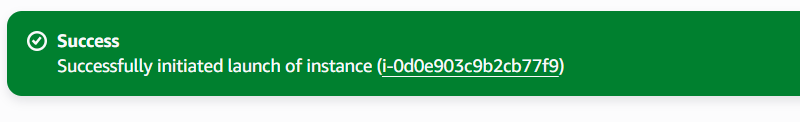 Success
Successfully initiated launch of instance (i-0d0e903c9b2cb77f9)